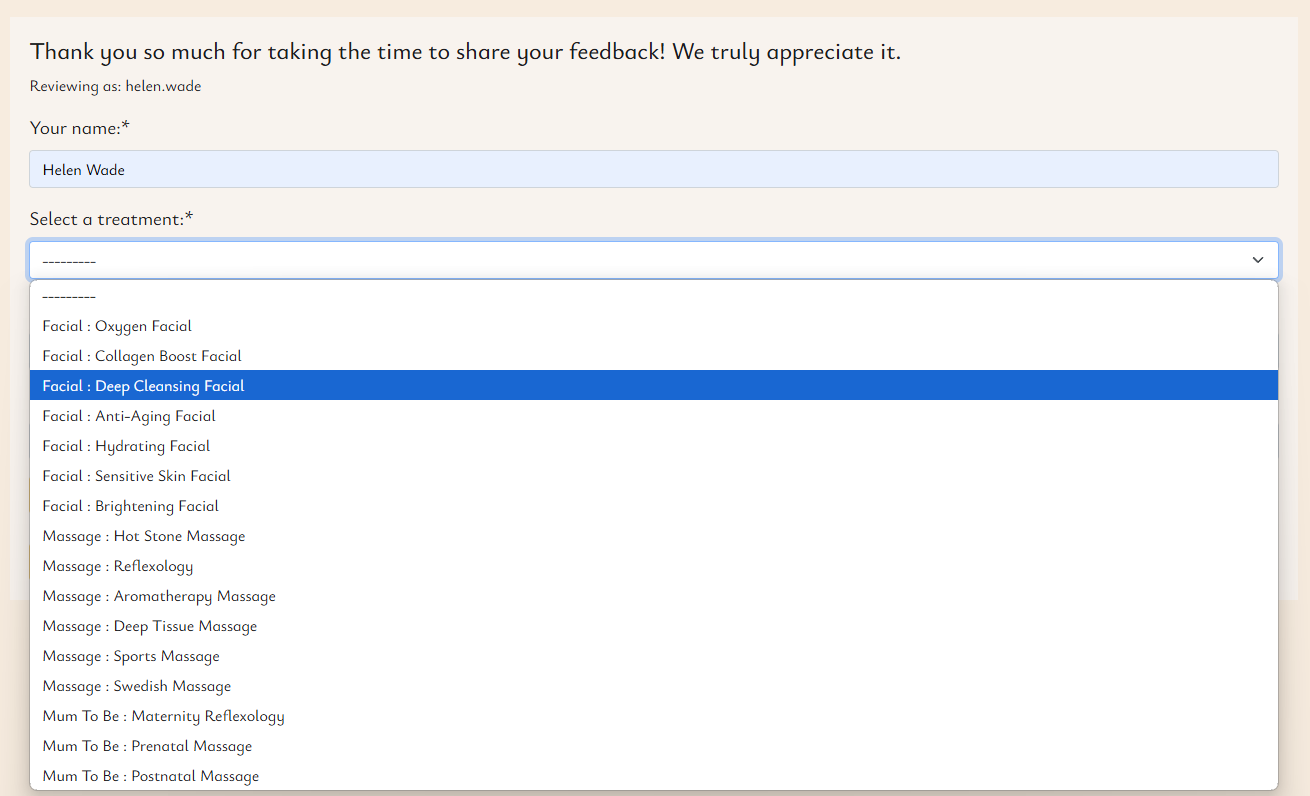 Thank you so much for taking the time to share your feedback! We truly appreciate it.
Reviewing as: helen.wade
Your name:*
Helen Wade
Select a treatment:*
---------
---------
Facial : Oxygen Facial
Facial : Collagen Boost Facial
Facial : Deep Cleansing Facial
Facial : Anti-Aging Facial
Facial : Hydrating Facial
Facial : Sensitive Skin Facial
Facial : Brightening Facial
Massage : Hot Stone Massage
Massage : Reflexology
Massage : Aromatherapy Massage
Massage : Deep Tissue Massage
Massage : Sports Massage
Massage : Swedish Massage
Mum To Be : Maternity Reflexology
Mum To Be : Prenatal Massage
Mum To Be : Postnatal Massage